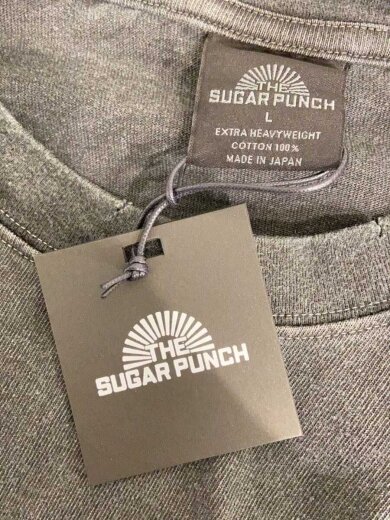 THE
SUGAR PUNCH
L
EXTRA HEAVYWEIGHT
COTTON 100%
MADE IN JAPAN
THE
SUGAR PUNCH